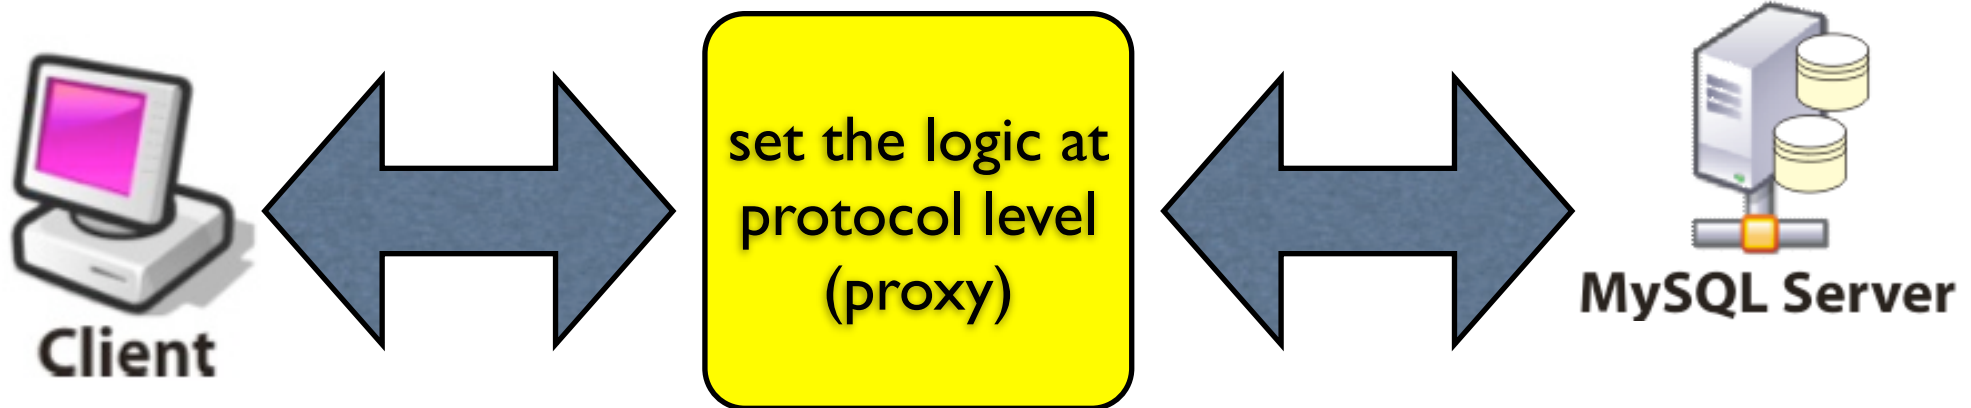 set the logic at
protocol level
(proxy)
Client
MySQL Server